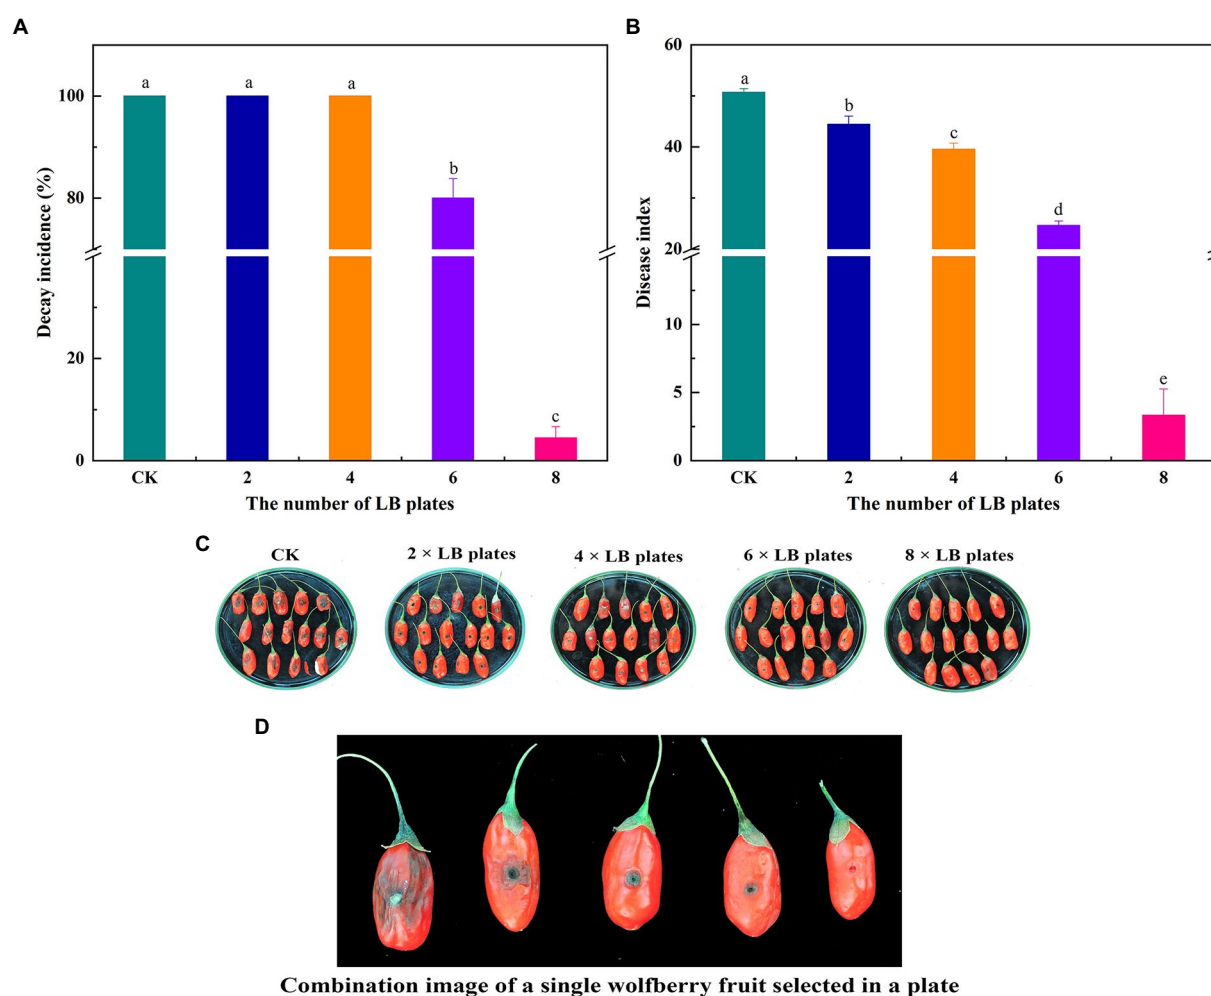 A
Decay incidence (%)
100
80
20
0
a
a
a
b
c
CK
2
4
6
8
The number of LB plates
B
Disease index
60
40
20
10
5
0
a
b
c
d
e
CK
2
4
6
8
The number of LB plates
C
CK
2 × LB plates
4 × LB plates
6 × LB plates
8 × LB plates
D
Combination image of a single wolfberry fruit selected in a plate